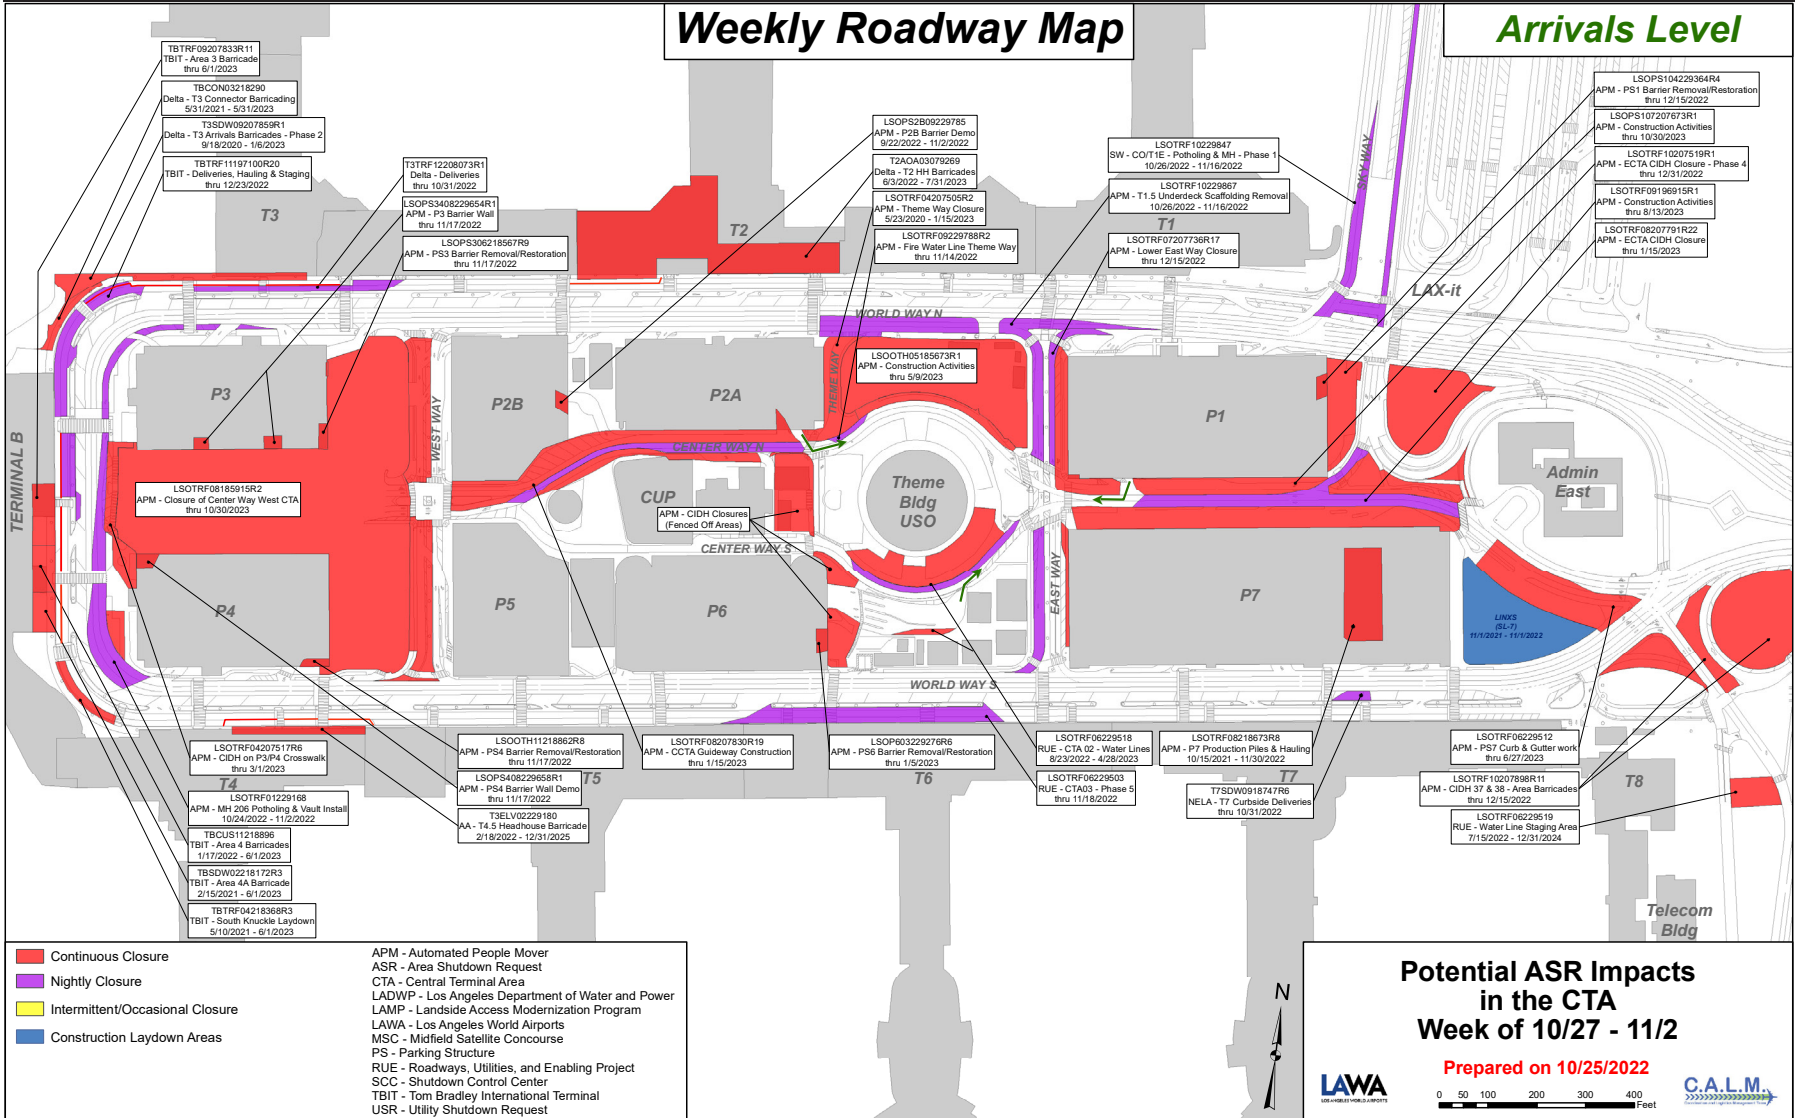 Weekly Roadway Map
Arrivals Level
TBTRF09207833R11
TBIT - Area 3 Barricade
thru 6/1/2023
TBCON03218290
Delta - T3 Connector Barricading
5/31/2021 - 5/31/2023
T3SDW09207859R1
Delta - T3 Arrivals Barricades - Phase 2
9/18/2020 - 1/6/2023
TBTRF11197100R20
TBIT - Deliveries, Hauling & Staging
thru 12/23/2022
T3TRF12208073R1
Delta - Deliveries
thru 10/31/2022
LSOPS3408229654R1
APM - P3 Barrier Wall
thru 11/17/2022
LSOPS306218567R9
APM - PS3 Barrier Removal/Restoration
thru 11/17/2022
LSOPS2B09229785
APM - P2B Barrier Demo
9/22/2022 - 11/2/2022
T2AOA03079269
Delta - T2 HH Barricades
6/3/2022 - 7/31/2023
LSOTRF04207505R2
APM - Theme Way Closure
5/23/2020 - 1/15/2023
LSOTRF09229788R2
APM - Fire Water Line Theme Way
thru 11/14/2022
LSOTRF10229847
SW - CO/T1E - Potholing & MH - Phase 1
10/26/2022 - 11/16/2022
LSOTRF10229867
APM - T1.5 Underdeck Scaffolding Removal
10/26/2022 - 11/16/2022
LSOTRF07207736R17
APM - Lower East Way Closure
thru 12/15/2022
LSOPS104229364R4
APM - PS1 Barrier Removal/Restoration
thru 12/15/2022
LSOPS107207673R1
APM - Construction Activities
thru 10/30/2023
LSOTRF10207519R1
APM - ECTA CIDH Closure - Phase 4
thru 12/31/2022
LSOTRF09196915R1
APM - Construction Activities
thru 8/13/2023
LSOTRF08207791R22
APM - ECTA CIDH Closure
thru 1/15/2023
T3
T2
T1
SKY WAY
LAX-it
WORLD WAY N
LSOOTH05185673R1
APM - Construction Activities
thru 5/9/2023
P3
P2B
P2A
THEME WAY
P1
WEST WAY
CENTER WAY N
TERMINAL B
LSOTRF08185915R2
APM - Closure of Center Way West CTA
thru 10/30/2023
CUP
APM - CIDH Closures
(Fenced Off Areas)
Theme
Bldg
USO
Admin
East
CENTER WAY S
EAST WAY
P4
P5
P6
P7
LINXS
(SL-7)
11/1/2021 - 11/1/2022
WORLD WAY S
LSOTRF04207517R6
APM - CIDH on P3/P4 Crosswalk
thru 3/1/2023
T4
LSOTRF01229168
APM - MH 206 Potholing & Vault Install
10/24/2022 - 11/2/2022
TBCUS11218896
TBIT - Area 4 Barricades
1/17/2022 - 6/1/2023
TBSDW02218172R3
TBIT - Area 4A Barricade
2/15/2021 - 6/1/2023
TBTRF04218368R3
TBIT - South Knuckle Laydown
5/10/2021 - 6/1/2023
LSOOTH11218862R8
APM - PS4 Barrier Removal/Restoration
thru 11/17/2022
LSOPS408229658R1
APM - PS4 Barrier Wall Demo
thru 11/17/2022
T3ELV02229180
AA - T4.5 Headhouse Barricade
2/18/2022 - 12/31/2025
T5
LSOTRF08207830R19
APM - CCTA Guideway Construction
thru 1/15/2023
LSOP603229276R6
APM - PS6 Barrier Removal/Restoration
thru 1/5/2023
T6
LSOTRF06229518
RUE - CTA 02 - Water Lines
8/23/2022 - 4/28/2023
LSOTRF06229503
RUE - CTA03 - Phase 5
thru 11/18/2022
LSOTRF08218673R8
APM - P7 Production Piles & Hauling
10/15/2021 - 11/30/2022
T7
T7SDW0918747R6
NELA - T7 Curbside Deliveries
thru 10/31/2022
LSOTRF06229512
APM - PS7 Curb & Gutter work
thru 6/27/2023
LSOTRF10207898R11
APM - CIDH 37 & 38 - Area Barricades
thru 12/15/2022
LSOTRF06229519
RUE - Water Line Staging Area
7/15/2022 - 12/31/2024
T8
Telecom
Bldg
Continuous Closure
Nightly Closure
Intermittent/Occasional Closure
Construction Laydown Areas
APM - Automated People Mover
ASR - Area Shutdown Request
CTA - Central Terminal Area
LADWP - Los Angeles Department of Water and Power
LAMP - Landside Access Modernization Program
LAWA - Los Angeles World Airports
MSC - Midfield Satellite Concourse
PS - Parking Structure
RUE - Roadways, Utilities, and Enabling Project
SCC - Shutdown Control Center
TBIT - Tom Bradley International Terminal
USR - Utility Shutdown Request
N
Potential ASR Impacts
in the CTA
Week of 10/27 - 11/2
Prepared on 10/25/2022
LAWA
LOS ANGELES WORLD AIRPORTS
0 50 100 200 300 400
Feet
C.A.L.M.